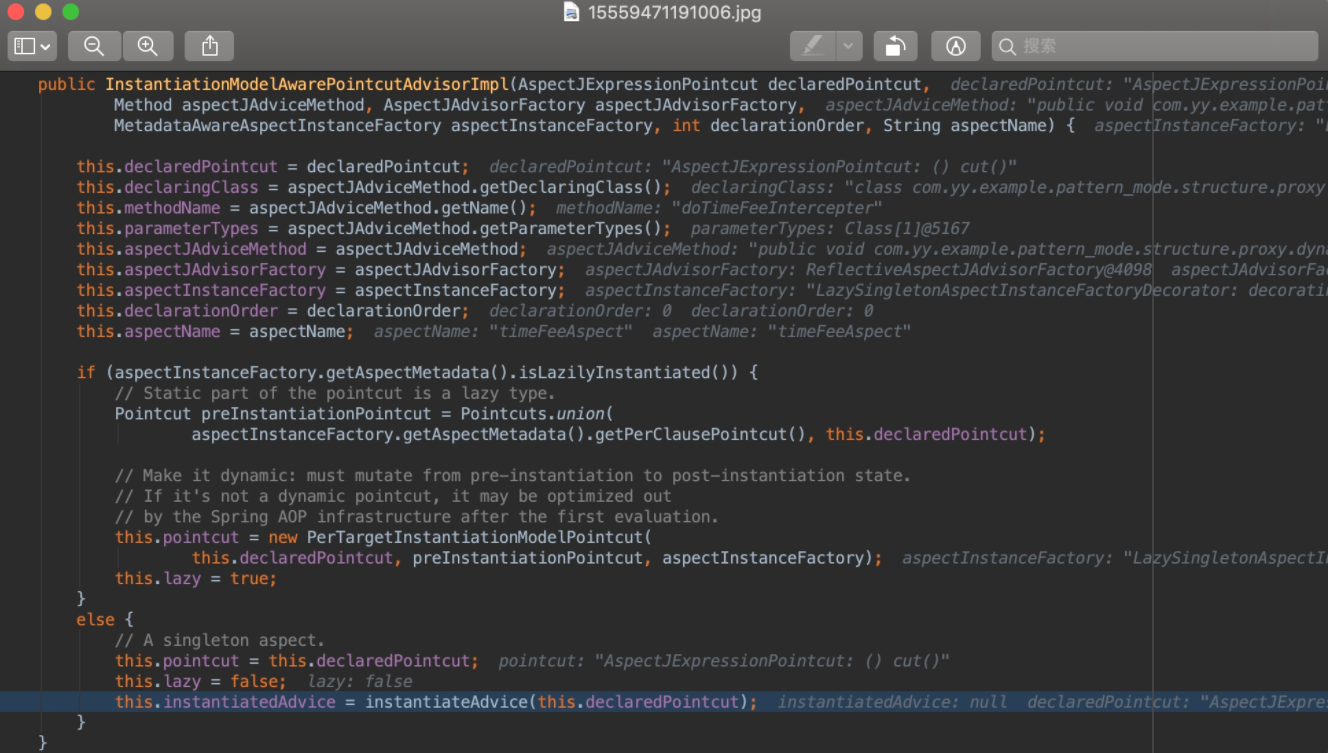 15559471191006.jpg
搜索
public InstantiationModelAwarePointcutAdvisorImpl(AspectJExpressionPointcut declaredPointcut,  declaredPointcut: "AspectJExpressionPoi
Method aspectJAdviceMethod, AspectJAdvisorFactory aspectJAdvisorFactory,  aspectJAdviceMethod: "public void com.yy.example.pat
MetadataAwareAspectInstanceFactory aspectInstanceFactory, int declarationOrder, String aspectName) {  aspectInstanceFactory: "
this.declaredPointcut = declaredPointcut;  declaredPointcut: "AspectJExpressionPointcut: () cut()"
this.declaringClass = aspectJAdviceMethod.getDeclaringClass();  declaringClass: "class com.yy.example.pattern_mode.structure.proxy
this.methodName = aspectJAdviceMethod.getName();  methodName: "doTimeFeeIntercepter"
this.parameterTypes = aspectJAdviceMethod.getParameterTypes();  parameterTypes: Class[1]@5167
this.aspectJAdviceMethod = aspectJAdviceMethod;  aspectJAdviceMethod: "public void com.yy.example.pattern_mode.structure.proxy.dyna
this.aspectJAdvisorFactory = aspectJAdvisorFactory;  aspectJAdvisorFactory: ReflectiveAspectJAdvisorFactory@4098  aspectJAdvisorFa
this.aspectInstanceFactory = aspectInstanceFactory;  aspectInstanceFactory: "LazySingletonAspectInstanceFactoryDecorator: decorati
this.declarationOrder = declarationOrder;  declarationOrder: 0  declarationOrder: 0
this.aspectName = aspectName;  aspectName: "timeFeeAspect"  aspectName: "timeFeeAspect"
if (aspectInstanceFactory.getAspectMetadata().isLazilyInstantiated()) {
// Static part of the pointcut is a lazy type.
Pointcut preInstantiationPointcut = Pointcuts.union(
aspectInstanceFactory.getAspectMetadata().getPerClausePointcut(), this.declaredPointcut);
// Make it dynamic: must mutate from pre-instantiation to post-instantiation state.
// If it's not a dynamic pointcut, it may be optimized out
// by the Spring AOP infrastructure after the first evaluation.
this.pointcut = new PerTargetInstantiationModelPointcut(
this.declaredPointcut, preInstantiationPointcut, aspectInstanceFactory);  aspectInstanceFactory: "LazySingletonAspectI
this.lazy = true;
}
else {
// A singleton aspect.
this.pointcut = this.declaredPointcut;  pointcut: "AspectJExpressionPointcut: () cut()"
this.lazy = false;  lazy: false
this.instantiatedAdvice = instantiateAdvice(this.declaredPointcut);  instantiatedAdvice: null  declaredPointcut: "AspectJExpres
}
}